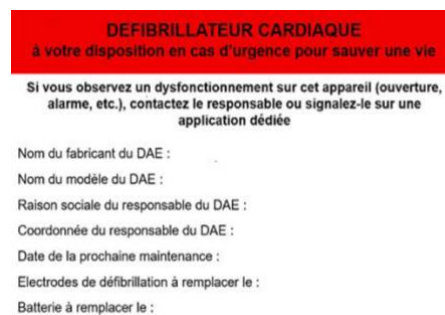 DEFIBRILLATEUR CARDIAQUE
à votre disposition en cas d'urgence pour sauver une vie
Si vous observez un dysfonctionnement sur cet appareil (ouverture,
alarme, etc.), contactez le responsable ou signalez-le sur une
application dédiée
Nom du fabricant du DAE :
Nom du modèle du DAE :
Raison sociale du responsable du DAE :
Coordonnée du responsable du DAE :
Date de la prochaine maintenance :
Electrodes de défibrillation à remplacer le :
Batterie à remplacer le :